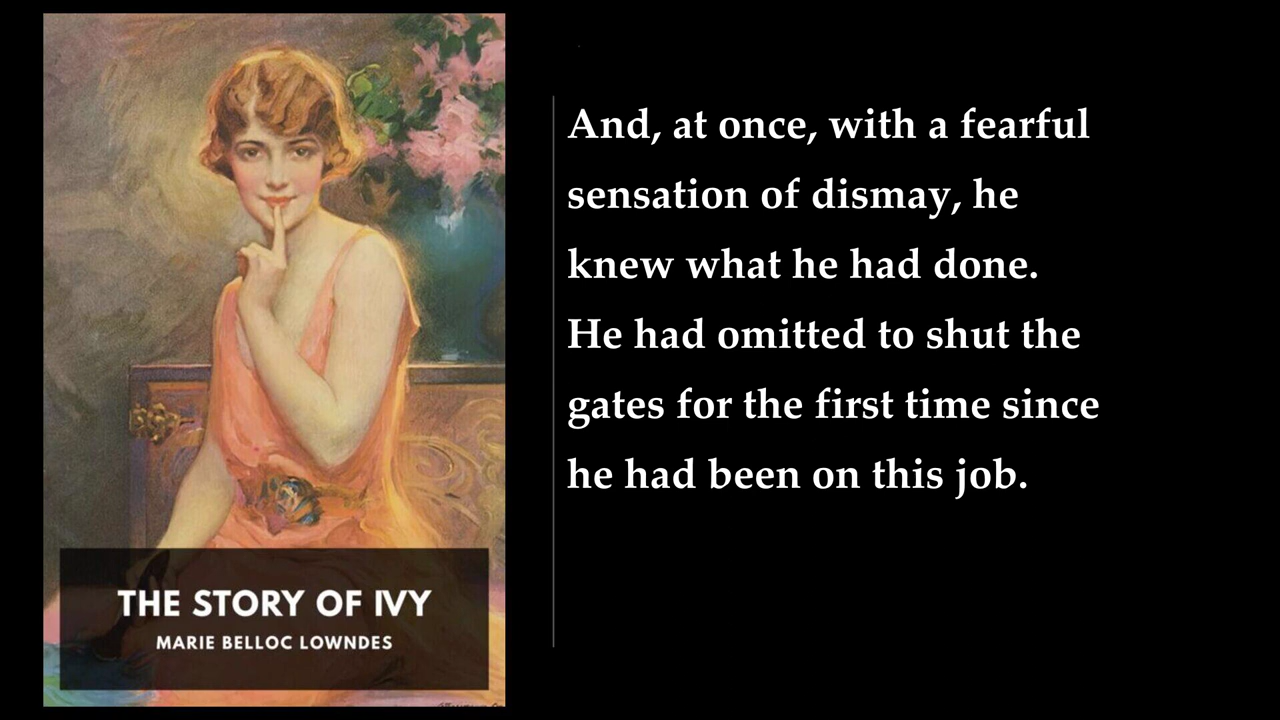 THE STORY OF IVY
MARIE BELLOC LOWNDES
And, at once, with a fearful
sensation of dismay, he
knew what he had done.
He had omitted to shut the
gates for the first time since
he had been on this job.